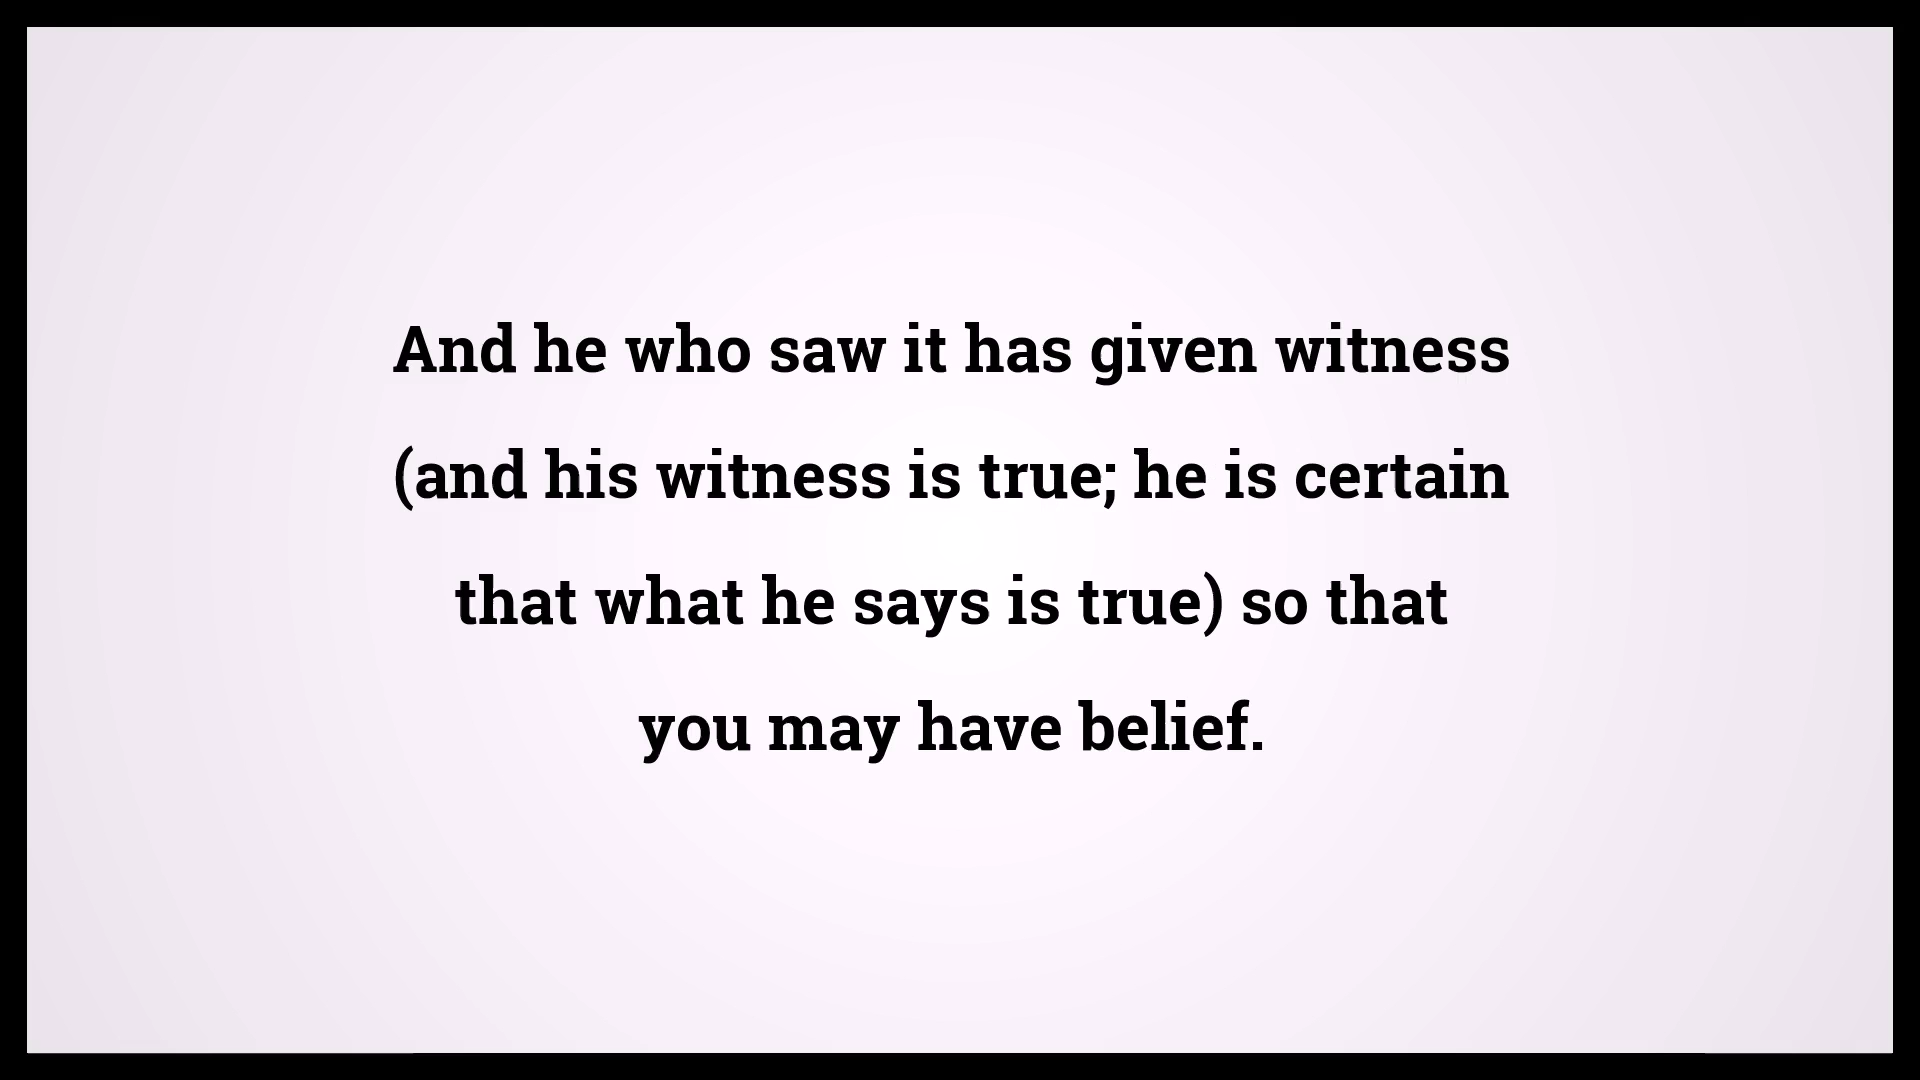 And he who saw it has given witness
(and his witness is true; he is certain
that what he says is true) so that
you may have belief.